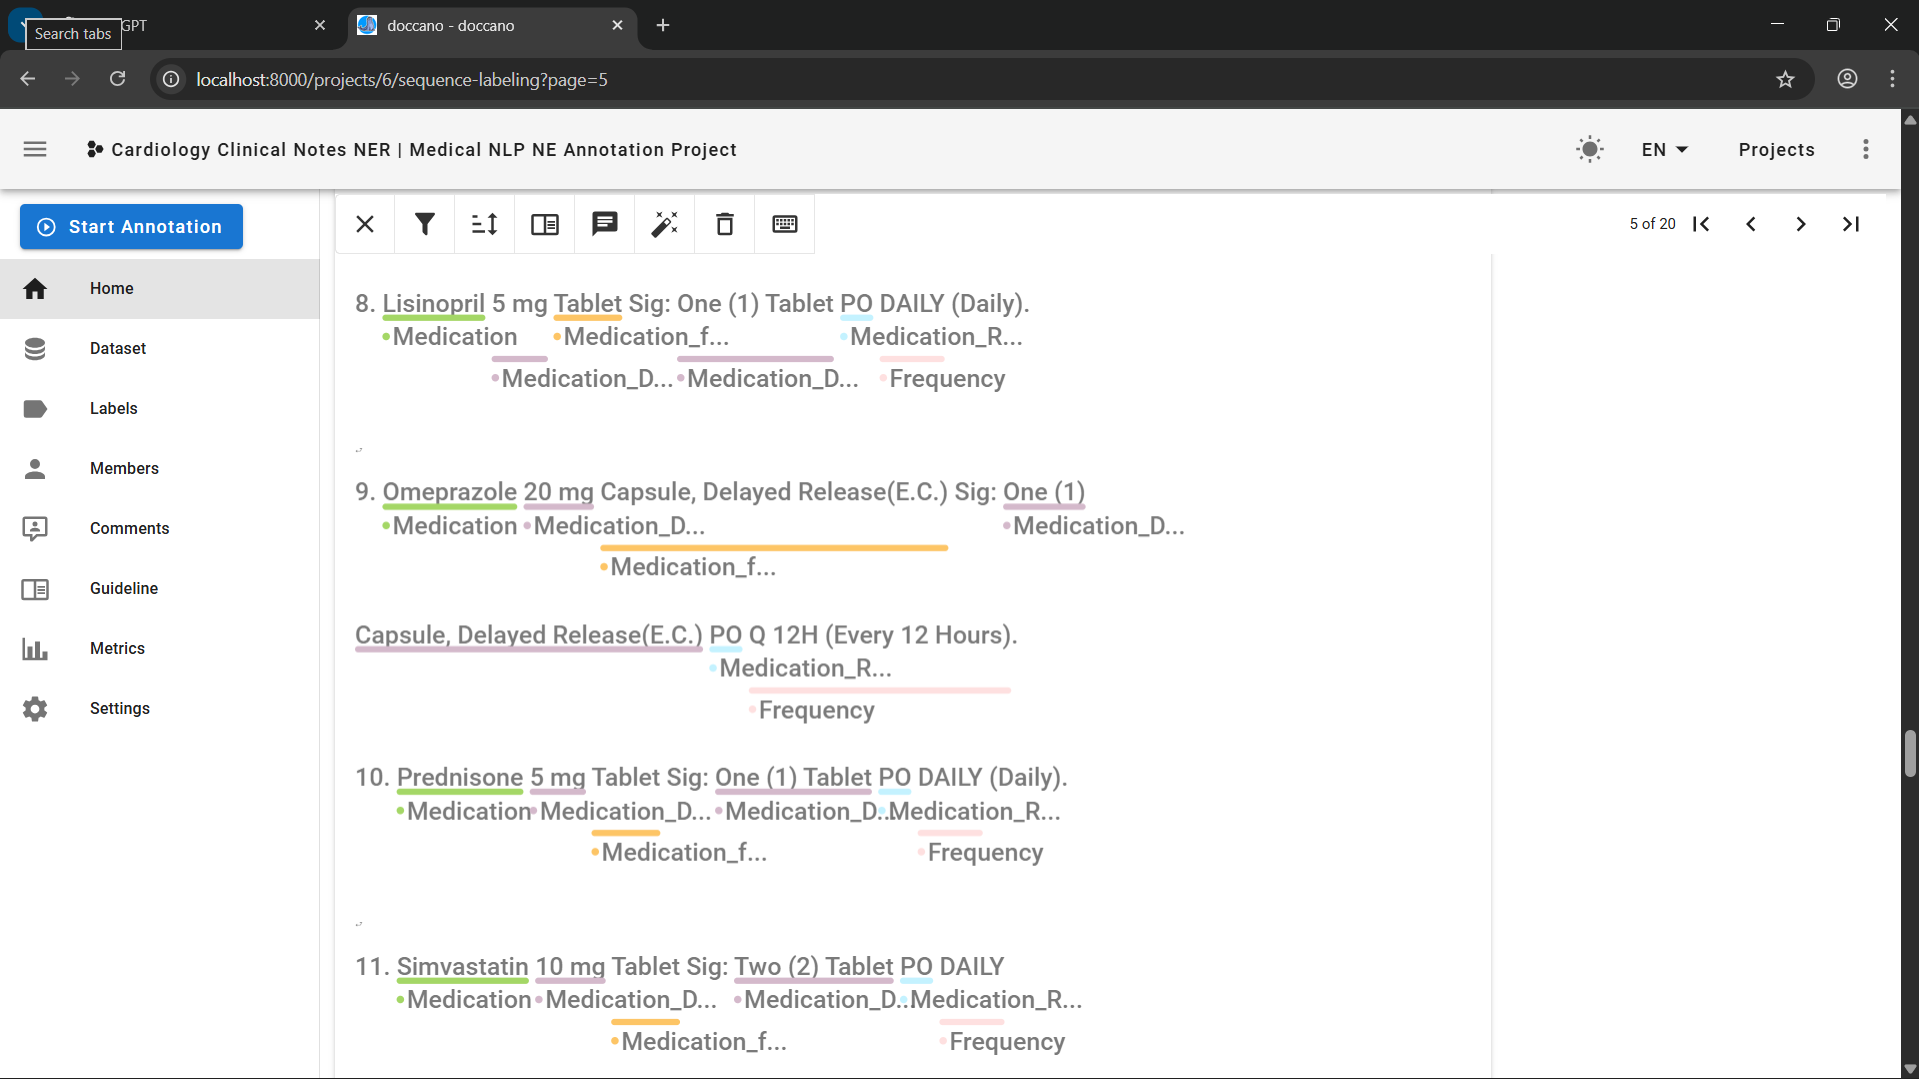 GPT
Search tabs
doccano - doccano
localhost:8000/projects/6/sequence-labeling?page=5
Cardiology Clinical Notes NER | Medical NLP NE Annotation Project
EN
Projects
Start Annotation
5 of 20
Home
Dataset
Labels
Members
Comments
Guideline
Metrics
Settings
8. Lisinopril 5 mg Tablet Sig: One (1) Tablet PO DAILY (Daily).
Medication Medication_f... Medication_R...
Medication_D... Medication_D... Frequency
9. Omeprazole 20 mg Capsule, Delayed Release(E.C.) Sig: One (1)
Medication Medication_D... Medication_D...
Medication_f...
Capsule, Delayed Release(E.C.) PO Q 12H (Every 12 Hours).
Medication_R...
Frequency
10. Prednisone 5 mg Tablet Sig: One (1) Tablet PO DAILY (Daily).
Medication Medication_D... Medication_D... Medication_R...
Medication_f... Frequency
11. Simvastatin 10 mg Tablet Sig: Two (2) Tablet PO DAILY
Medication Medication_D... Medication_D... Medication_R...
Medication_f... Frequency